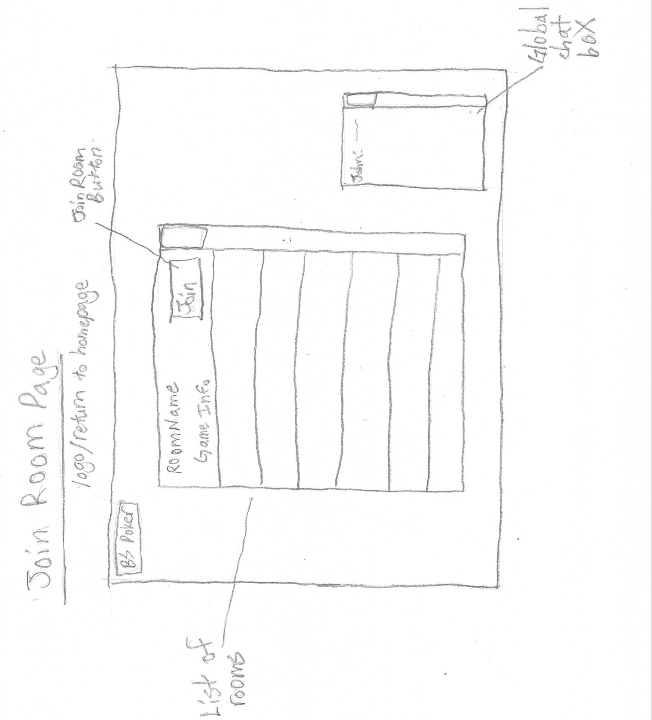 Join Room Page
logo/return to homepage
Join Room
Button
BS Poker
RoomName
Game Info
Join
John: —
Global
chat
box
List of
rooms